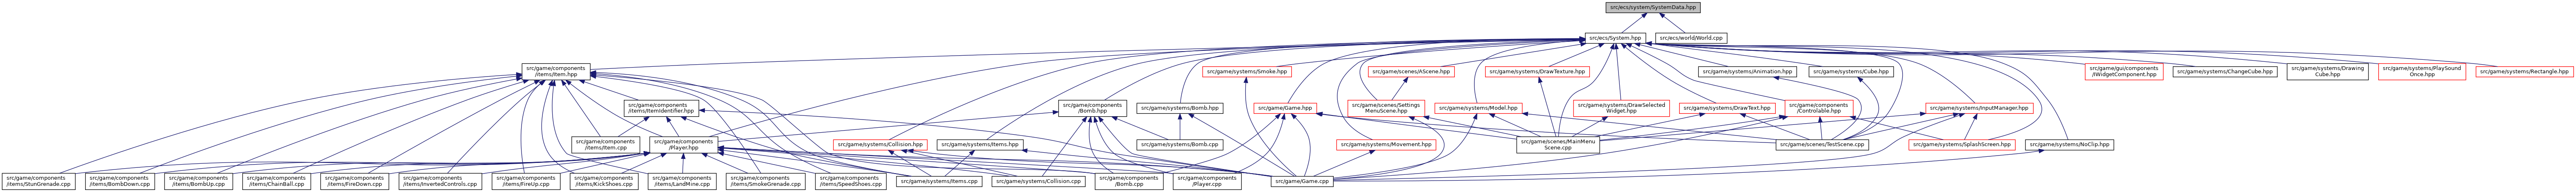 src/ecs/system/SystemData.hpp
src/ecs/System.hpp
src/ecs/world/World.cpp
src/game/components
/items/Item.hpp
src/game/systems/Smoke.hpp
src/game/scenes/AScene.hpp
src/game/systems/DrawTexture.hpp
src/game/systems/Animation.hpp
src/game/systems/Cube.hpp
src/game/gui/components
/IWidgetComponent.hpp
src/game/systems/ChangeCube.hpp
src/game/systems/Drawing
Cube.hpp
src/game/systems/PlaySound
Once.hpp
src/game/systems/Rectangle.hpp
src/game/components
/items/ItemIdentifier.hpp
src/game/components
/Bomb.hpp
src/game/systems/Bomb.hpp
src/game/Game.hpp
src/game/scenes/Settings
MenuScene.hpp
src/game/systems/Model.hpp
src/game/systems/DrawSelected
Widget.hpp
src/game/systems/DrawText.hpp
src/game/components
/Controlable.hpp
src/game/systems/InputManager.hpp
src/game/components
/items/Item.cpp
src/game/components
/Player.hpp
src/game/systems/Collision.hpp
src/game/systems/Items.hpp
src/game/systems/Bomb.cpp
src/game/systems/Movement.hpp
src/game/scenes/MainMenu
Scene.cpp
src/game/scenes/TestScene.cpp
src/game/systems/SplashScreen.hpp
src/game/systems/NoClip.hpp
src/game/components
/items/StunGrenade.cpp
src/game/components
/items/BombDown.cpp
src/game/components
/items/BombUp.cpp
src/game/components
/items/ChainBall.cpp
src/game/components
/items/FireDown.cpp
src/game/components
/items/InvertedControls.cpp
src/game/components
/items/FireUp.cpp
src/game/components
/items/KickShoes.cpp
src/game/components
/items/LandMine.cpp
src/game/components
/items/SmokeGrenade.cpp
src/game/components
/items/SpeedShoes.cpp
src/game/systems/Items.cpp
src/game/systems/Collision.cpp
src/game/components
/Bomb.cpp
src/game/components
/Player.cpp
src/game/Game.cpp